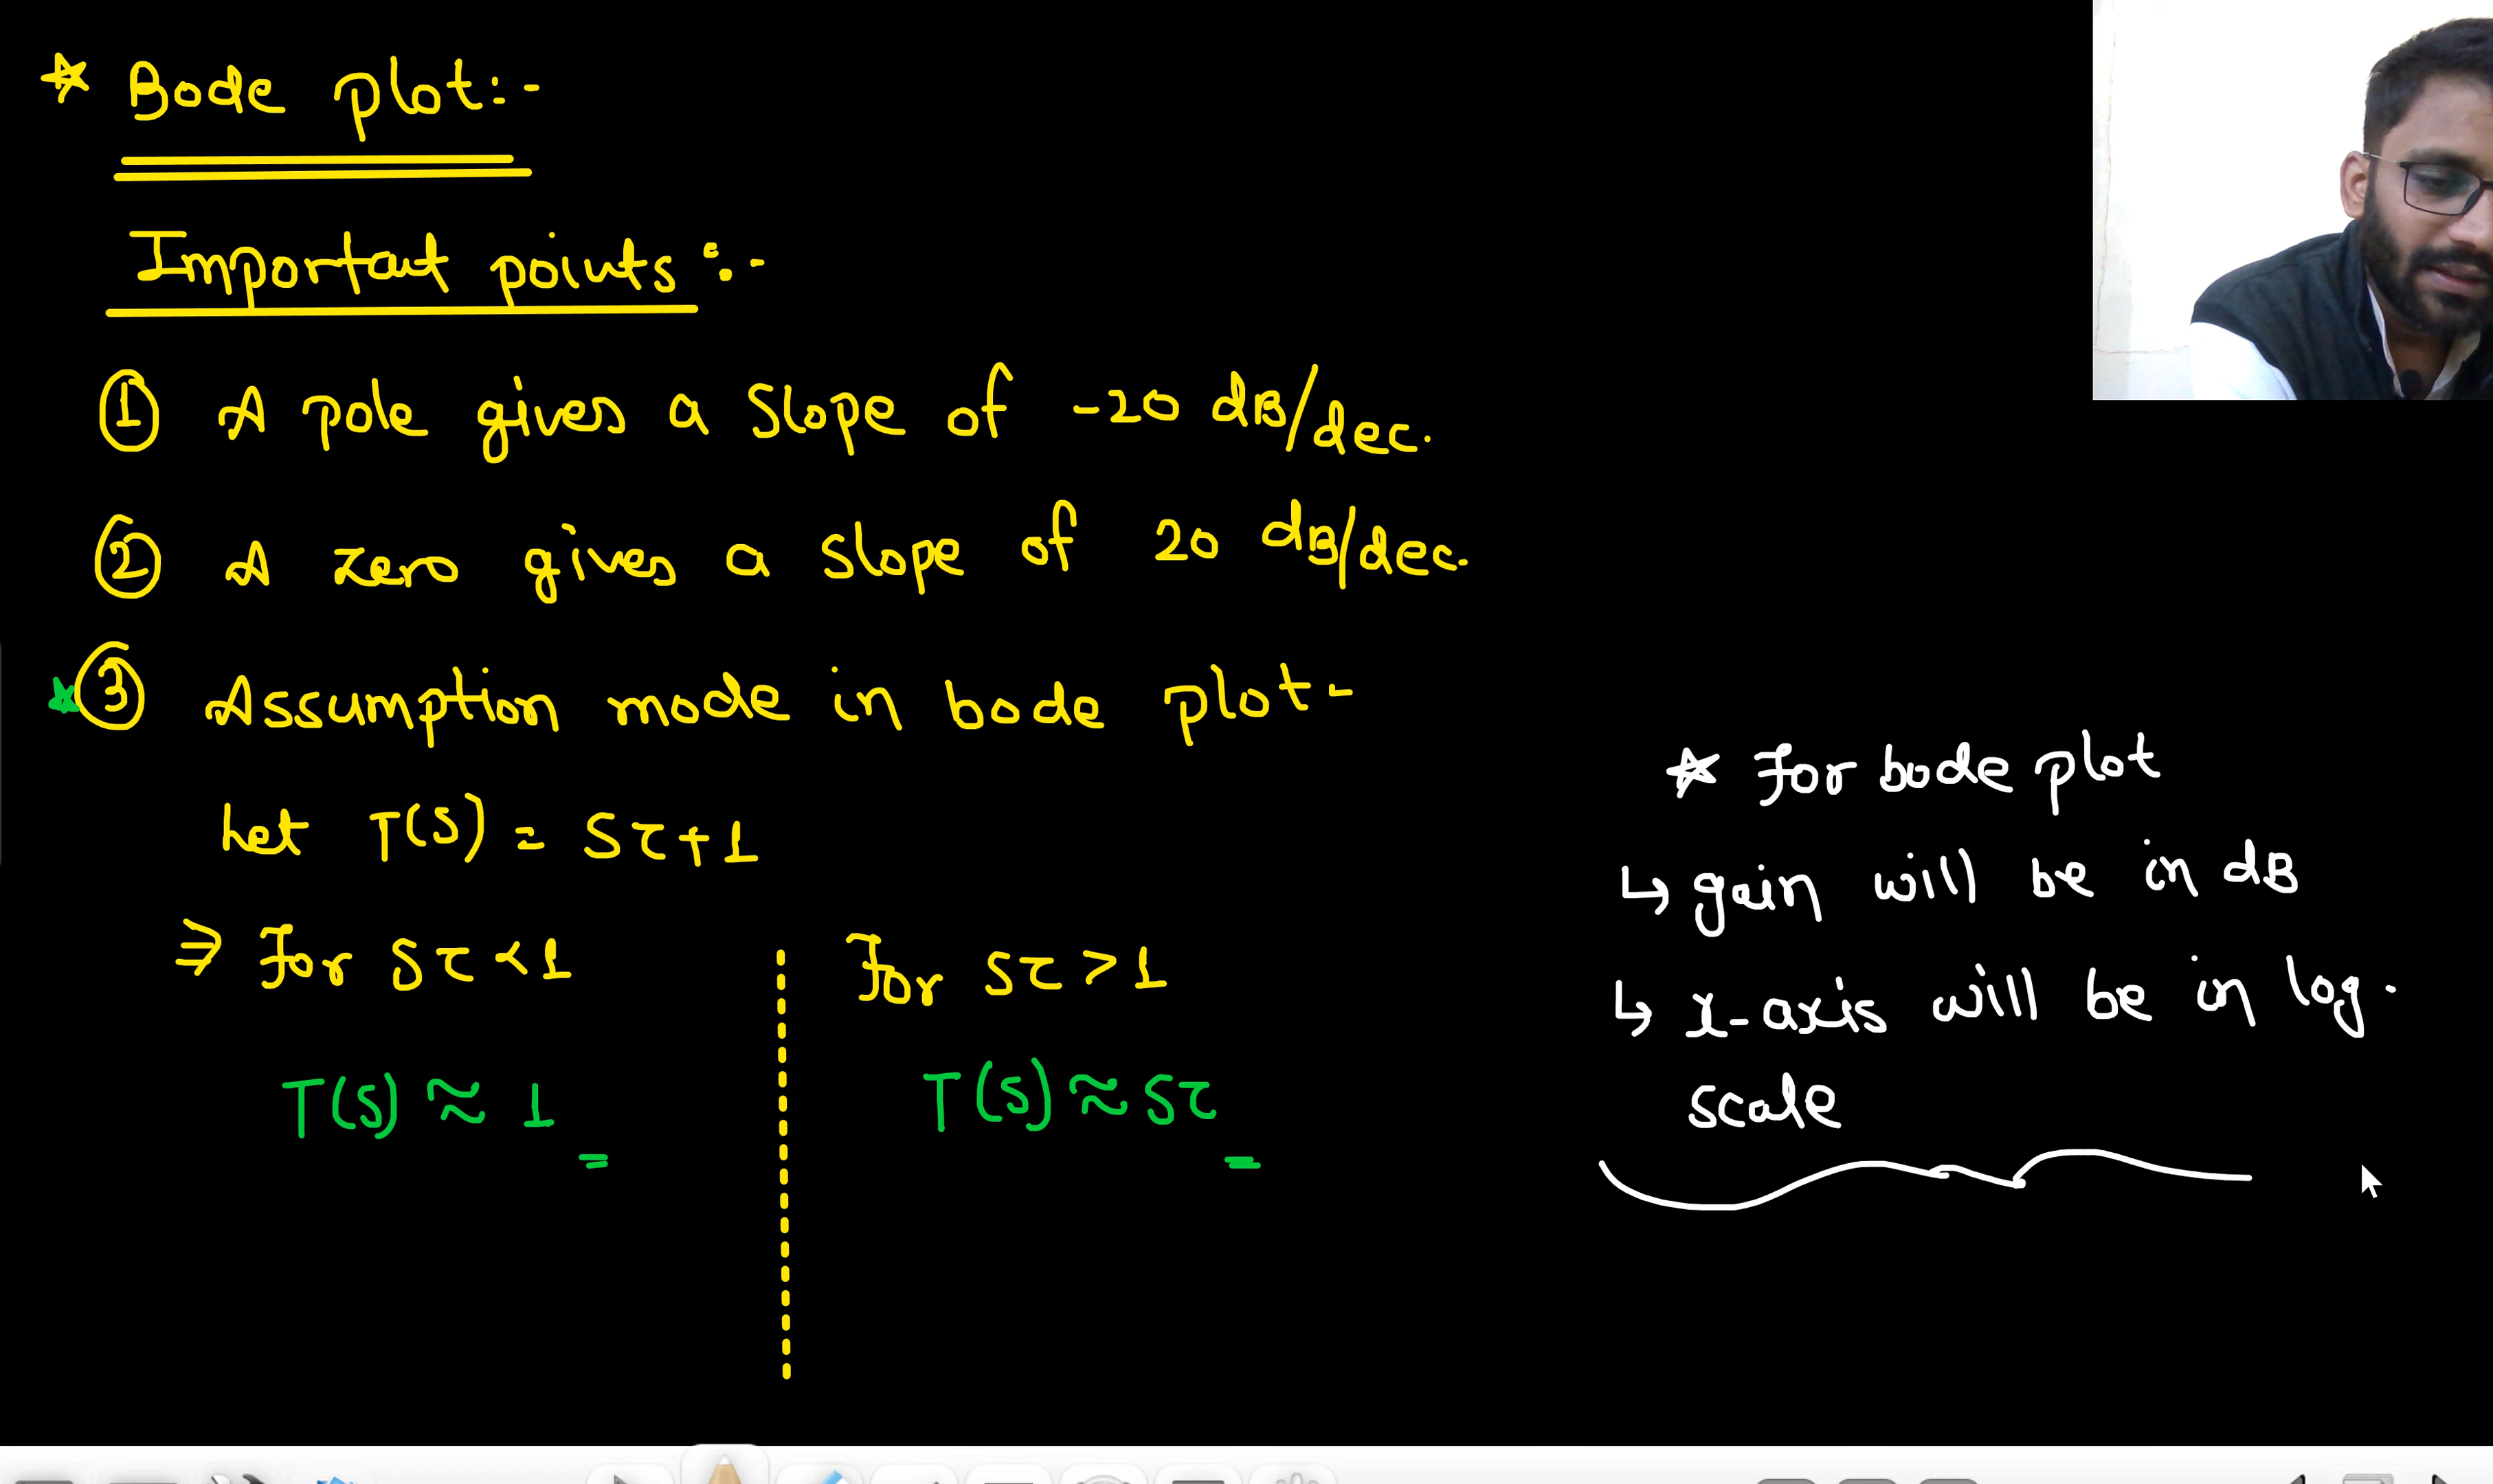 * Bode plot:-
Important points:-
① A pole gives a slope of -20 dB/dec.
② A zero gives a slope of 20 dB/dec.
* ③ Assumption mode in bode plot-
Let T(S) = Sτ+1
⇒ For Sτ<1
T(S) ≈ 1
For Sτ>1
T(S) ≈ Sτ
* For bode plot
↳ gain will be in dB
↳ x-axis will be in log.
scale